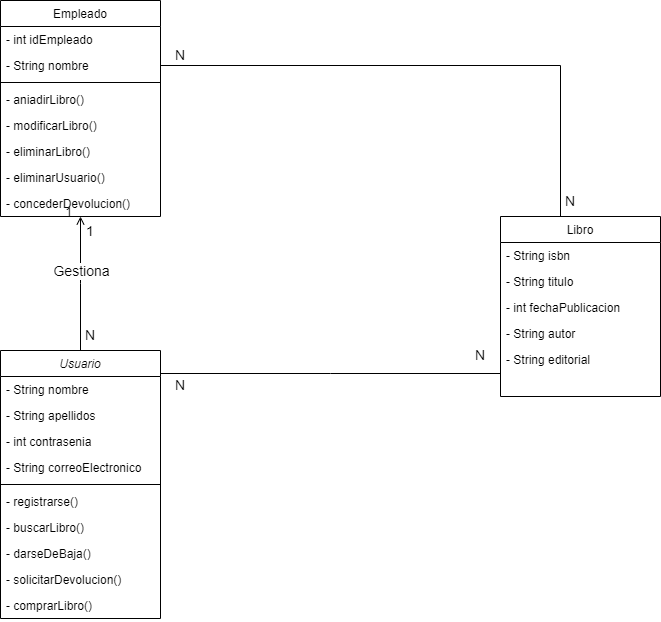 Empleado
- int idEmpleado
- String nombre
- aniadirLibro()
- modificarLibro()
- eliminarLibro()
- eliminarUsuario()
- concederDevolucion()
1
1
Gestiona
N
N
N
Libro
- String isbn
- String titulo
- int fechaPublicacion
- String autor
- String editorial
N
N
Usuario
- String nombre
- String apellidos
- int contrasenia
- String correoElectronico
- registrarse()
- buscarLibro()
- darseDeBaja()
- solicitarDevolucion()
- comprarLibro()